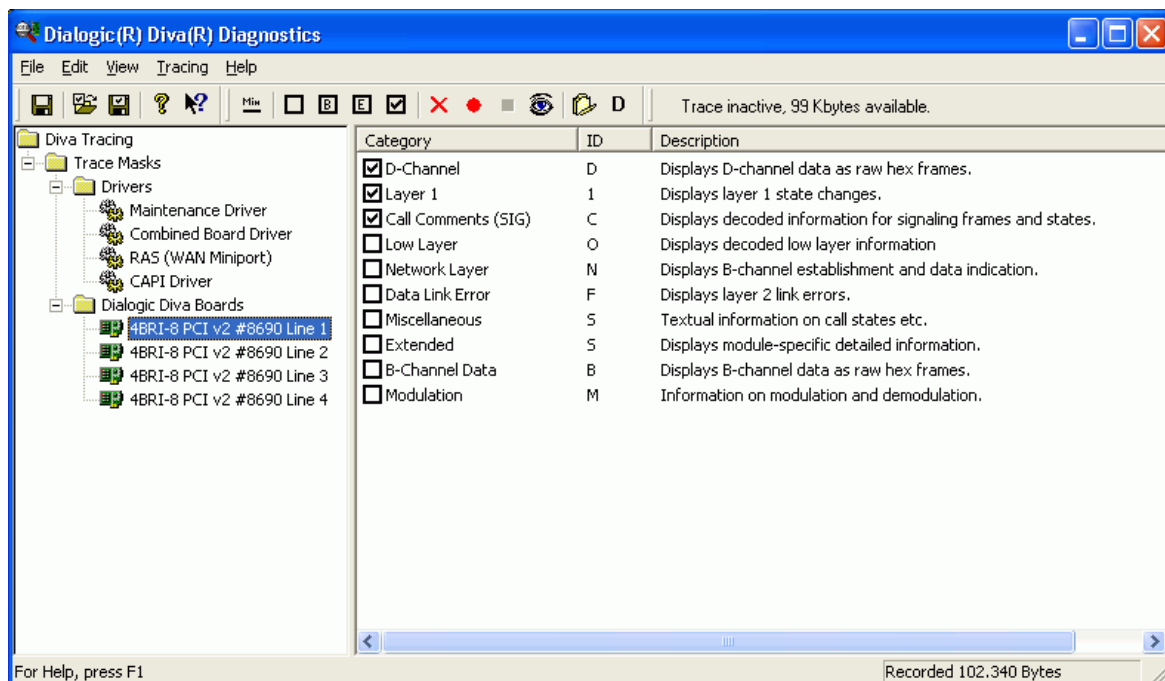 Dialogic(R) Diva(R) Diagnostics
File Edit View Tracing Help
Min B E D Trace inactive, 99 Kbytes available.
Diva Tracing
Trace Masks
Drivers
Maintenance Driver
Combined Board Driver
RAS (WAN Miniport)
CAPI Driver
Dialogic Diva Boards
4BRI-8 PCI v2 #8690 Line 1
4BRI-8 PCI v2 #8690 Line 2
4BRI-8 PCI v2 #8690 Line 3
4BRI-8 PCI v2 #8690 Line 4
Category ID Description
D-Channel D Displays D-channel data as raw hex frames.
Layer 1 1 Displays layer 1 state changes.
Call Comments (SIG) C Displays decoded information for signaling frames and states.
Low Layer O Displays decoded low layer information
Network Layer N Displays B-channel establishment and data indication.
Data Link Error F Displays layer 2 link errors.
Miscellaneous S Textual information on call states etc.
Extended S Displays module-specific detailed information.
B-Channel Data B Displays B-channel data as raw hex frames.
Modulation M Information on modulation and demodulation.
For Help, press F1 Recorded 102.340 Bytes